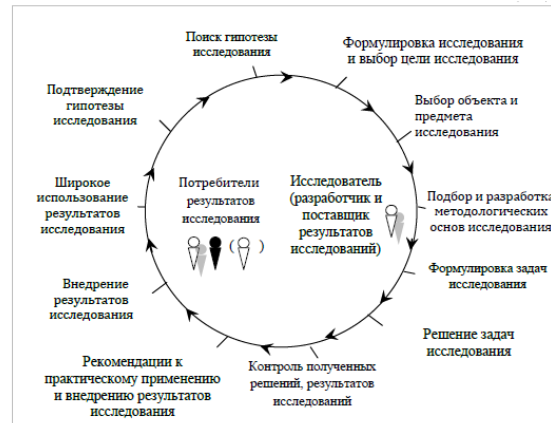 Поиск гипотезы
исследования
Формулировка исследования
и выбор цели исследования
Выбор объекта и
предмета
исследования
Подбор и разработка
методологических
основ исследования
Формулировка задач
исследования
Решение задач
исследования
Контроль полученных
решений, результатов
исследований
Рекомендации к
практическому применению
и внедрению результатов
исследования
Внедрение
результатов
исследования
Широкое
использование
результатов
исследования
Подтверждение
гипотезы
исследования
Потребители
результатов
исследования
( )
Исследователь
(разработчик и
поставщик
результатов
исследований)